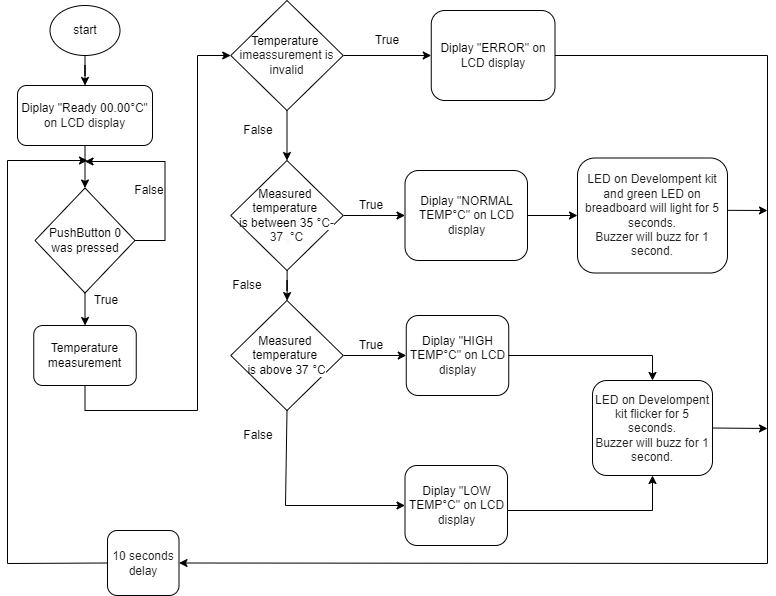 start
Diplay "Ready 00.00°C"
on LCD display
False
PushButton 0
was pressed
True
Temperature
measurement
Temperature
imeassurement is
invalid
True
Diplay "ERROR" on
LCD display
False
Measured
temperature
is between 35 °C-
37 °C
True
Diplay "NORMAL
TEMP°C" on LCD
display
LED on Develompent kit
and green LED on
breadboard will light for 5
seconds.
Buzzer will buzz for 1
second.
False
Measured
temperature
is above 37 °C
True
Diplay "HIGH
TEMP°C" on LCD
display
LED on Develompent
kit flicker for 5
seconds.
Buzzer will buzz for 1
second.
False
Diplay "LOW
TEMP°C" on LCD
display
10 seconds
delay